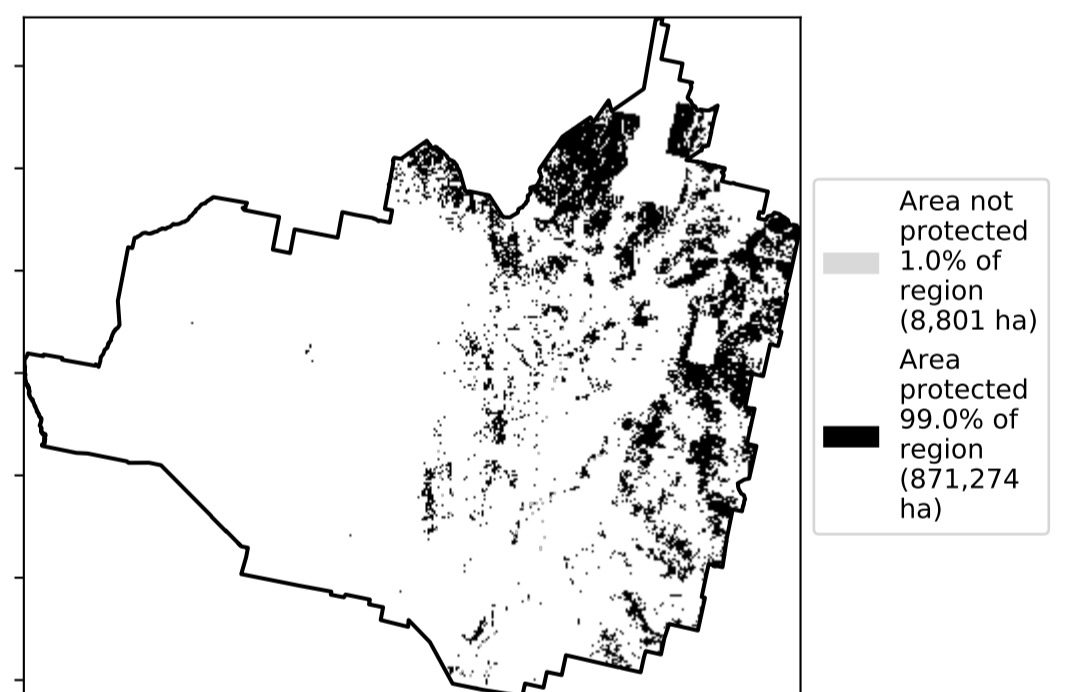 Area not
protected
1.0% of
region
(8,801 ha)
Area
protected
99.0% of
region
(871,274
ha)